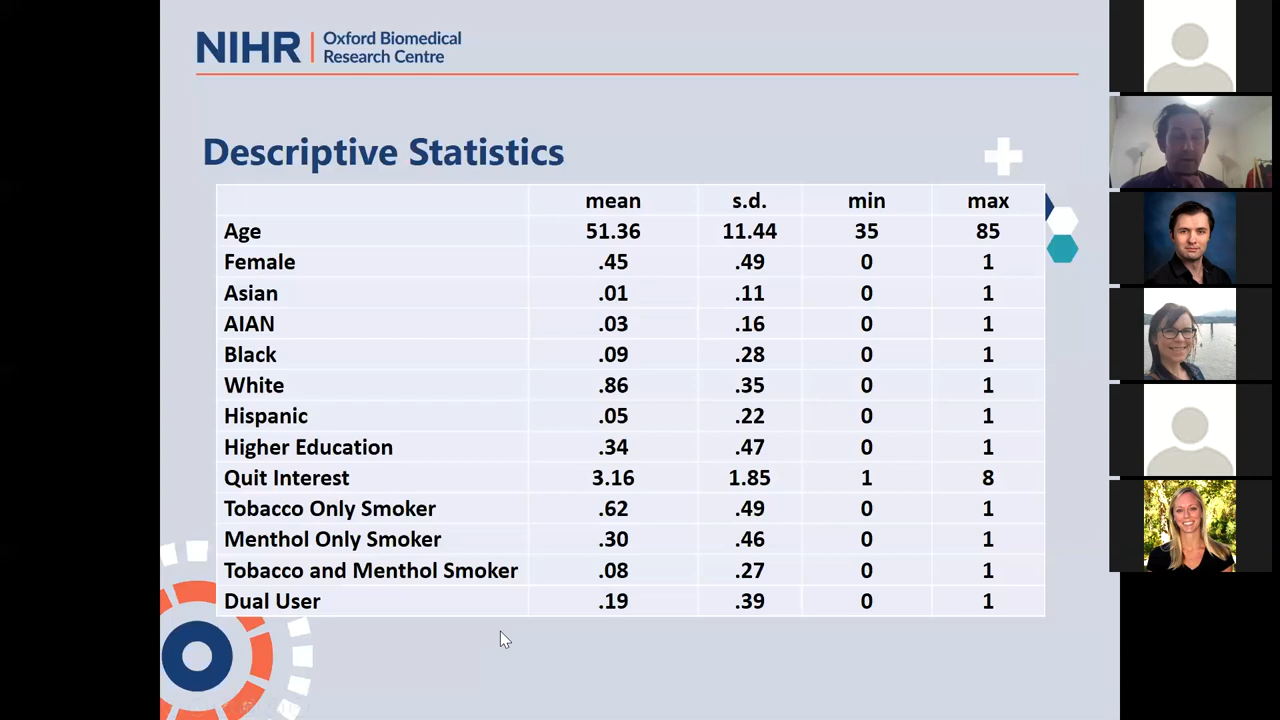 NIHR | Oxford Biomedical
Research Centre
Descriptive Statistics
mean s.d. min max
Age 51.36 11.44 35 85
Female .45 .49 0 1
Asian .01 .11 0 1
AIAN .03 .16 0 1
Black .09 .28 0 1
White .86 .35 0 1
Hispanic .05 .22 0 1
Higher Education .34 .47 0 1
Quit Interest 3.16 1.85 1 8
Tobacco Only Smoker .62 .49 0 1
Menthol Only Smoker .30 .46 0 1
Tobacco and Menthol Smoker .08 .27 0 1
Dual User .19 .39 0 1